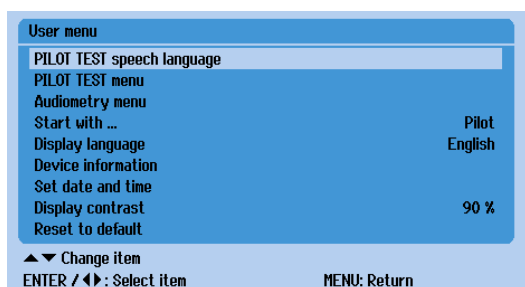 User menu
PILOT TEST speech language
PILOT TEST menu
Audiometry menu
Start with ... Pilot
Display language English
Device information
Set date and time
Display contrast 90 %
Reset to default
▲▼ Change item
ENTER / ◀▶: Select item MENU: Return